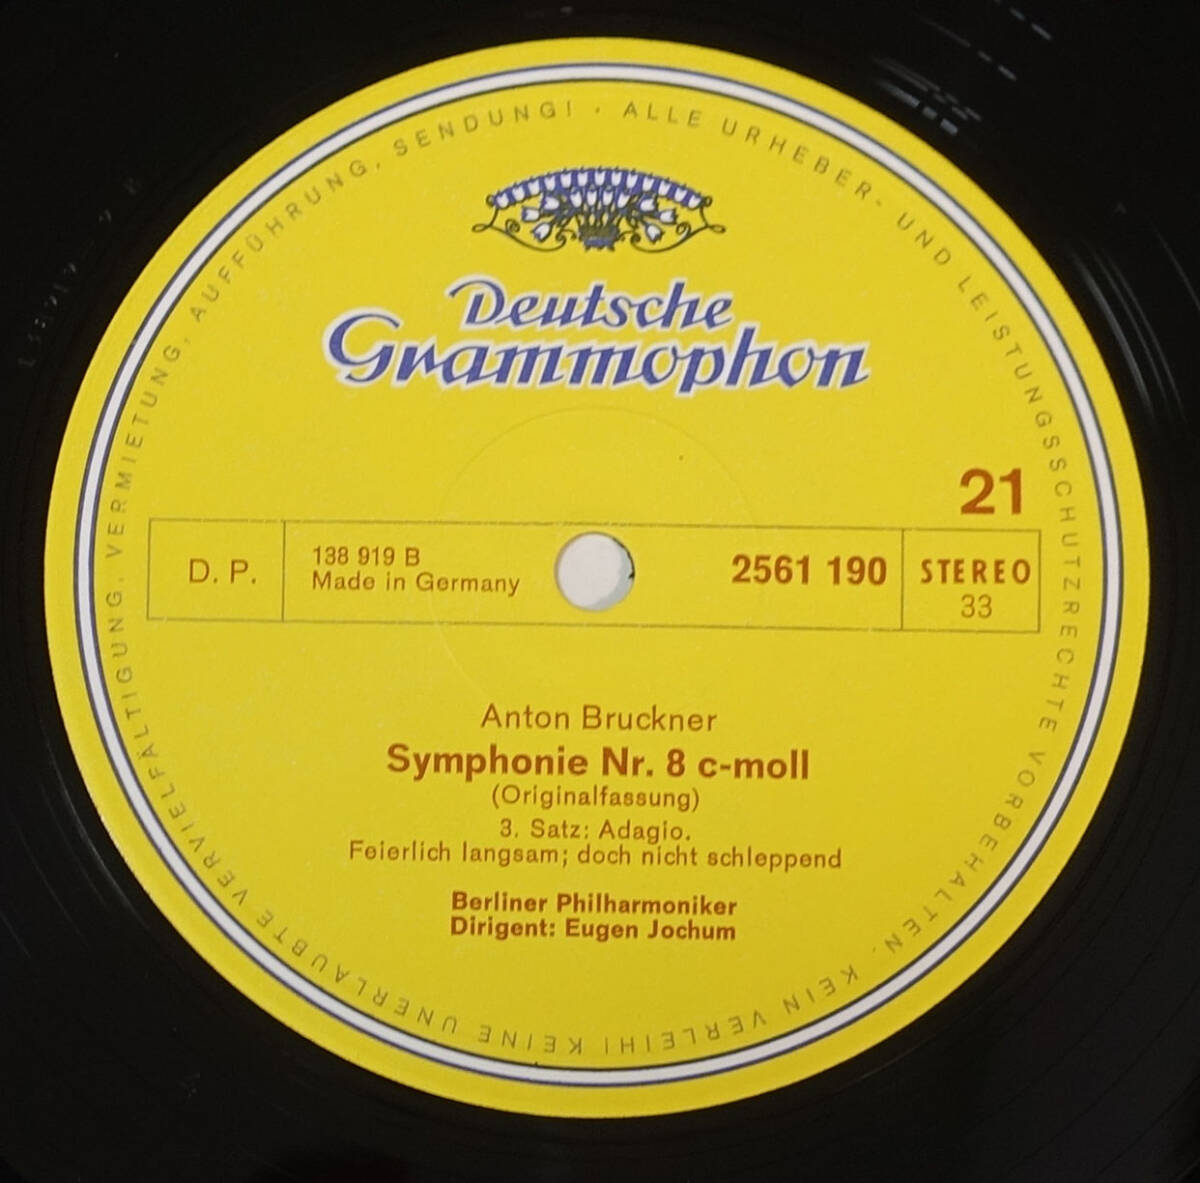 ALLE URHEBER- UND LEISTUNGSSCHUTZRECHTE VORBEHALTEN. KEIN VERLEIH! KEINE UNERLAUBTE VERVIELFÄLTIGUNG, VERMIETUNG, AUFFÜHRUNG, SENDUNG! ·
Deutsche
Grammophon
21
D. P.
138 919 B
Made in Germany
2561 190
STEREO
33
Anton Bruckner
Symphonie Nr. 8 c-moll
(Originalfassung)
3. Satz: Adagio.
Feierlich langsam; doch nicht schleppend
Berliner Philharmoniker
Dirigent: Eugen Jochum